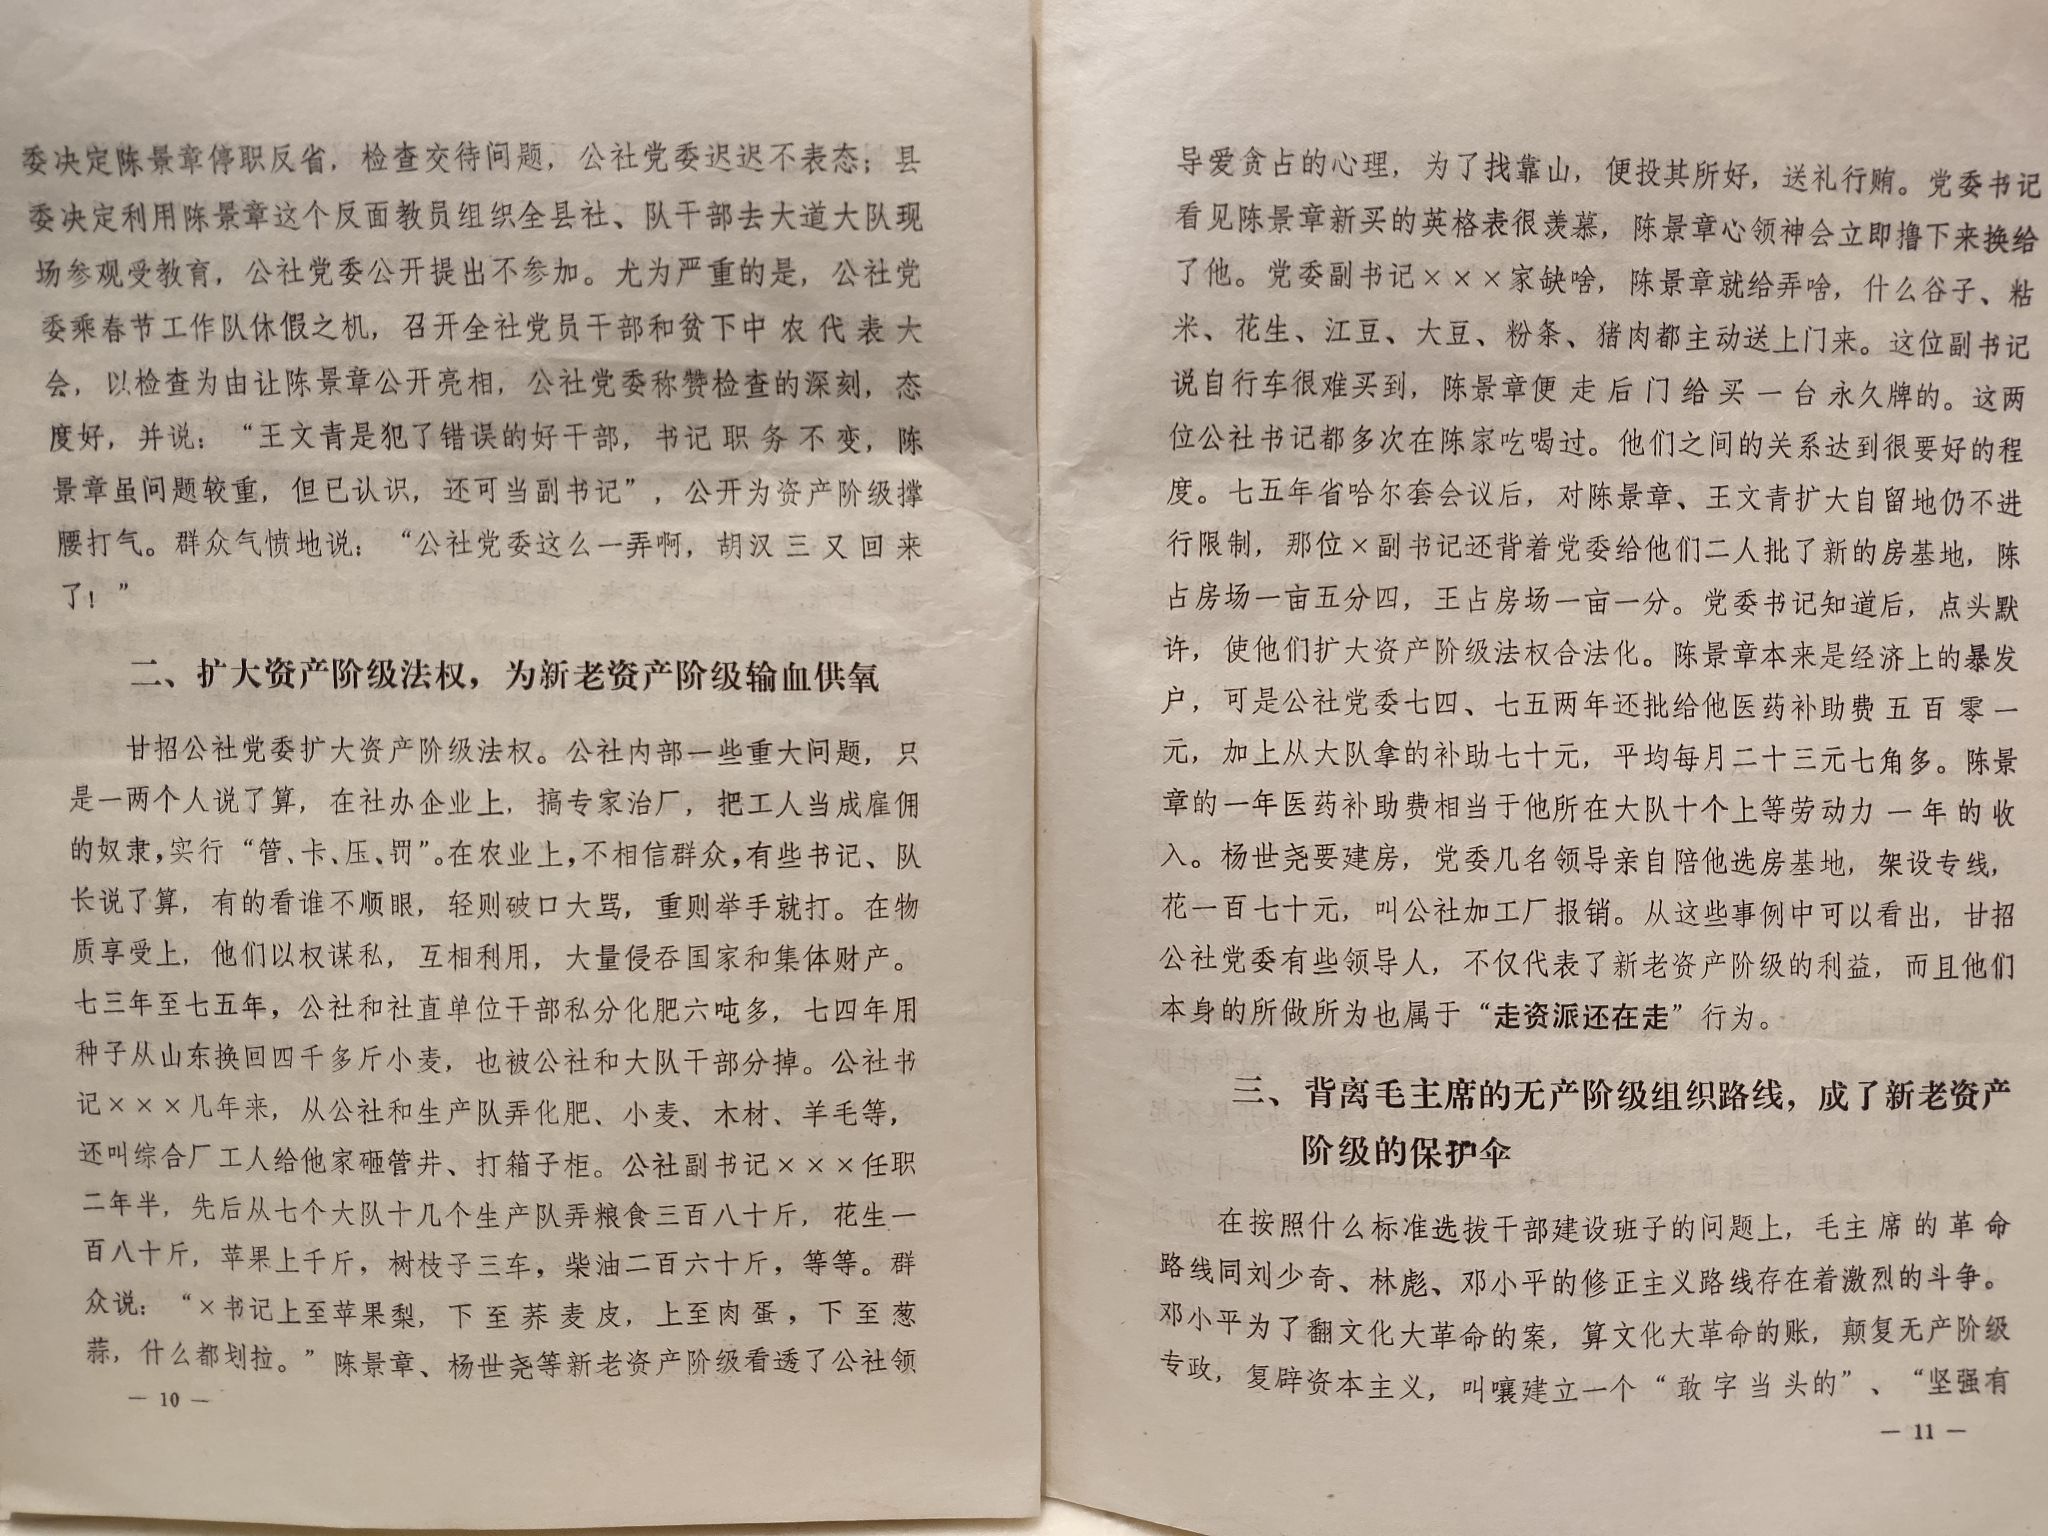 委决定陈景章停职反省，检查交待问题，公社党委迟迟不表态；县
委决定利用陈景章这个反面教员组织全县社、队干部去大道大队现
场参观受教育，公社党委公开提出不参加。尤为严重的是，公社党
委乘春节工作队休假之机，召开全社党员干部和贫下中农代表大
会，以检查为由让陈景章公开亮相，公社党委称赞检查的深刻，态
度好，并说：“王文青是犯了错误的好干部，书记职务不变，陈
景章虽问题较重，但已认识，还可当副书记”，公开为资产阶级撑
腰打气。群众气愤地说：“公社党委这么一弄啊，胡汉三又回来
了！”
二、扩大资产阶级法权，为新老资产阶级输血供氧
甘招公社党委扩大资产阶级法权。公社内部一些重大问题，只
是一两个人说了算，在社办企业上，搞专家治厂，把工人当成雇佣
的奴隶，实行“管、卡、压、罚”。在农业上，不相信群众，有些书记、队
长说了算，有的看谁不顺眼，轻则破口大骂，重则举手就打。在物
质享受上，他们以权谋私，互相利用，大量侵吞国家和集体财产。
七三年至七五年，公社和社直单位干部私分化肥六吨多，七四年用
种子从山东换回四千多斤小麦，也被公社和大队干部分掉。公社书
记×××几年来，从公社和生产队弄化肥、小麦、木材、羊毛等，
还叫综合厂工人给他家砸管井、打箱子柜。公社副书记×××任职
二年半，先后从七个大队十几个生产队弄粮食三百八十斤，花生一
百八十斤，苹果上千斤，树枝子三车，柴油二百六十斤，等等。群
众说：“×书记上至苹果梨，下至荞麦皮，上至肉蛋，下至葱
蒜，什么都划拉。”陈景章、杨世尧等新老资产阶级看透了公社领
— 10 —
导爱贪占的心理，为了找靠山，便投其所好，送礼行贿。党委书记
看见陈景章新买的英格表很羡慕，陈景章心领神会立即撸下来换给
了他。党委副书记×××家缺啥，陈景章就给弄啥，什么谷子、粘
米、花生、江豆、大豆、粉条、猪肉都主动送上门来。这位副书记
说自行车很难买到，陈景章便走后门给买一台永久牌的。这两
位公社书记都多次在陈家吃喝过。他们之间的关系达到很要好的程
度。七五年省哈尔套会议后，对陈景章、王文青扩大自留地仍不进
行限制，那位×副书记还背着党委给他们二人批了新的房基地，陈
占房场一亩五分四，王占房场一亩一分。党委书记知道后，点头默
许，使他们扩大资产阶级法权合法化。陈景章本来是经济上的暴发
户，可是公社党委七四、七五两年还批给他医药补助费五百零一
元，加上从大队拿的补助七十元，平均每月二十三元七角多。陈景
章的一年医药补助费相当于他所在大队十个上等劳动力一年的收
入。杨世尧要建房，党委几名领导亲自陪他选房基地，架设专线，
花一百七十元，叫公社加工厂报销。从这些事例中可以看出，甘招
公社党委有些领导人，不仅代表了新老资产阶级的利益，而且他们
本身的所做所为也属于“走资派还在走”行为。
三、背离毛主席的无产阶级组织路线，成了新老资产
阶级的保护伞
在按照什么标准选拔干部建设班子的问题上，毛主席的革命
路线同刘少奇、林彪、邓小平的修正主义路线存在着激烈的斗争。
邓小平为了翻文化大革命的案，算文化大革命的账，颠复无产阶级
专政，复辟资本主义，叫嚷建立一个“敢字当头的”、“坚强有
— 11 —